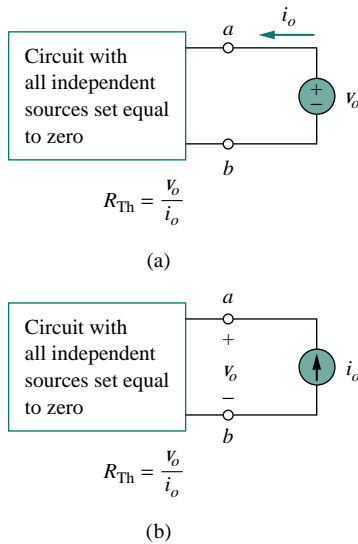 a
i_o
Circuit with
all independent
sources set equal
to zero
+
−
v_o
b
R_Th = v_o / i_o
(a)
a
Circuit with
all independent
sources set equal
to zero
+
v_o
−
i_o
b
R_Th = v_o / i_o
(b)